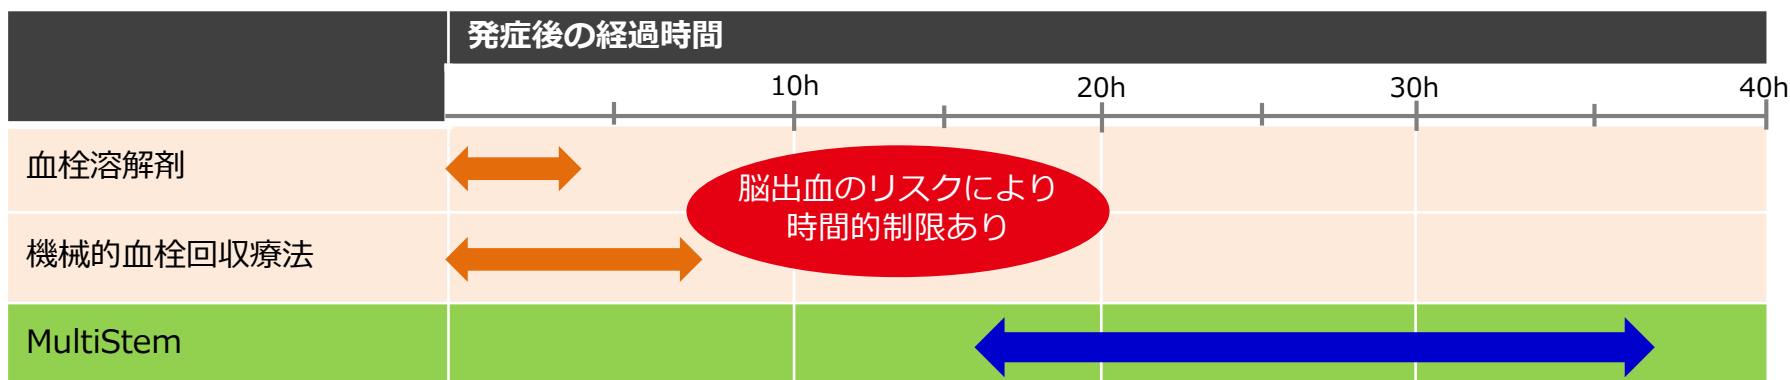 発症後の経過時間
10h
20h
30h
40h
血栓溶解剤
脳出血のリスクにより
時間的制限あり
機械的血栓回収療法
MultiStem